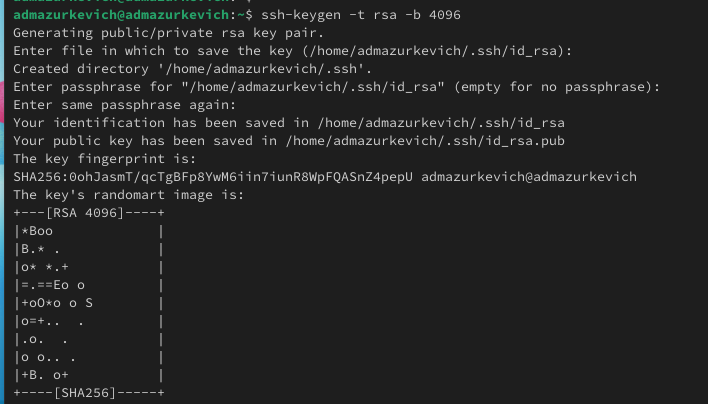 admazurkevich@admazurkevich:~$ ssh-keygen -t rsa -b 4096
Generating public/private rsa key pair.
Enter file in which to save the key (/home/admazurkevich/.ssh/id_rsa):
Created directory '/home/admazurkevich/.ssh'.
Enter passphrase for "/home/admazurkevich/.ssh/id_rsa" (empty for no passphrase):
Enter same passphrase again:
Your identification has been saved in /home/admazurkevich/.ssh/id_rsa
Your public key has been saved in /home/admazurkevich/.ssh/id_rsa.pub
The key fingerprint is:
SHA256:0ohJasmT/qcTgBFp8YwM6iin7iunR8WpFQASnZ4pepU admazurkevich@admazurkevich
The key's randomart image is:
+---[RSA 4096]----+
|*Boo             |
|B.* .            |
|o* *.+           |
|=.==Eo o         |
|+oO*o o S        |
|o=+..  .         |
|.o.  .           |
|o o.. .          |
|+B. o+           |
+----[SHA256]-----+